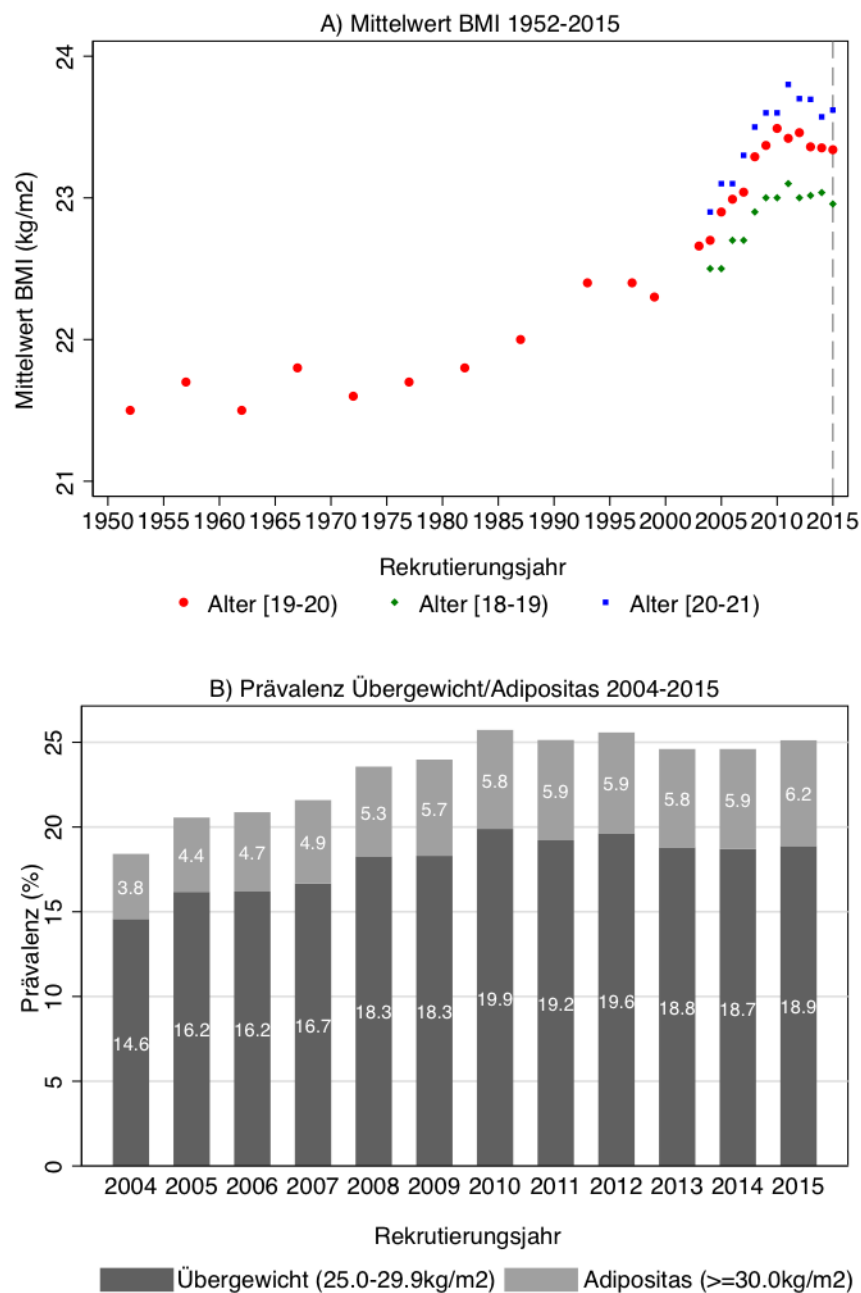 A) Mittelwert BMI 1952-2015
Mittelwert BMI (kg/m2)
24
23
22
21
1950 1955 1960 1965 1970 1975 1980 1985 1990 1995 2000 2005 2010 2015
Rekrutierungsjahr
Alter [19-20) Alter [18-19) Alter [20-21)
B) Prävalenz Übergewicht/Adipositas 2004-2015
Prävalenz (%)
25
20
15
10
5
0
3.8 4.4 4.7 4.9 5.3 5.7 5.8 5.9 5.9 5.8 5.9 6.2
14.6 16.2 16.2 16.7 18.3 18.3 19.9 19.2 19.6 18.8 18.7 18.9
2004 2005 2006 2007 2008 2009 2010 2011 2012 2013 2014 2015
Rekrutierungsjahr
Übergewicht (25.0-29.9kg/m2) Adipositas (>=30.0kg/m2)